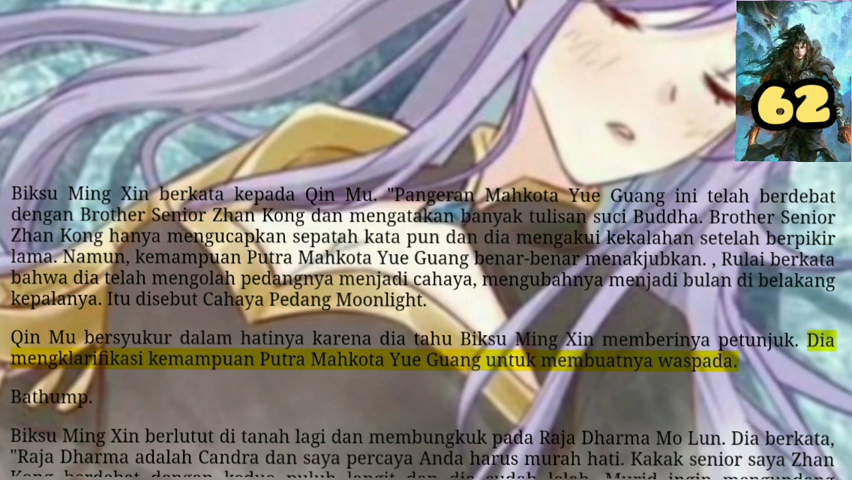 62
Biksu Ming Xin berkata kepada Qin Mu. "Pangeran Mahkota Yue Guang ini telah berdebat
dengan Brother Senior Zhan Kong dan mengatakan banyak tulisan suci Buddha. Brother Senior
Zhan Kong hanya mengucapkan sepatah kata pun dan dia mengakui kekalahan setelah berpikir
lama. Namun, kemampuan Putra Mahkota Yue Guang benar-benar menakjubkan. , Rulai berkata
bahwa dia telah mengolah pedangnya menjadi cahaya, mengubahnya menjadi bulan di belakang
kepalanya. Itu disebut Cahaya Pedang Moonlight.
Qin Mu bersyukur dalam hatinya karena dia tahu Biksu Ming Xin memberinya petunjuk. Dia
mengklarifikasi kemampuan Putra Mahkota Yue Guang untuk membuatnya waspada.
Bathump.
Biksu Ming Xin berlutut di tanah lagi dan membungkuk pada Raja Dharma Mo Lun. Dia berkata,
"Raja Dharma adalah Candra dan saya percaya Anda harus murah hati. Kakak senior saya Zhan